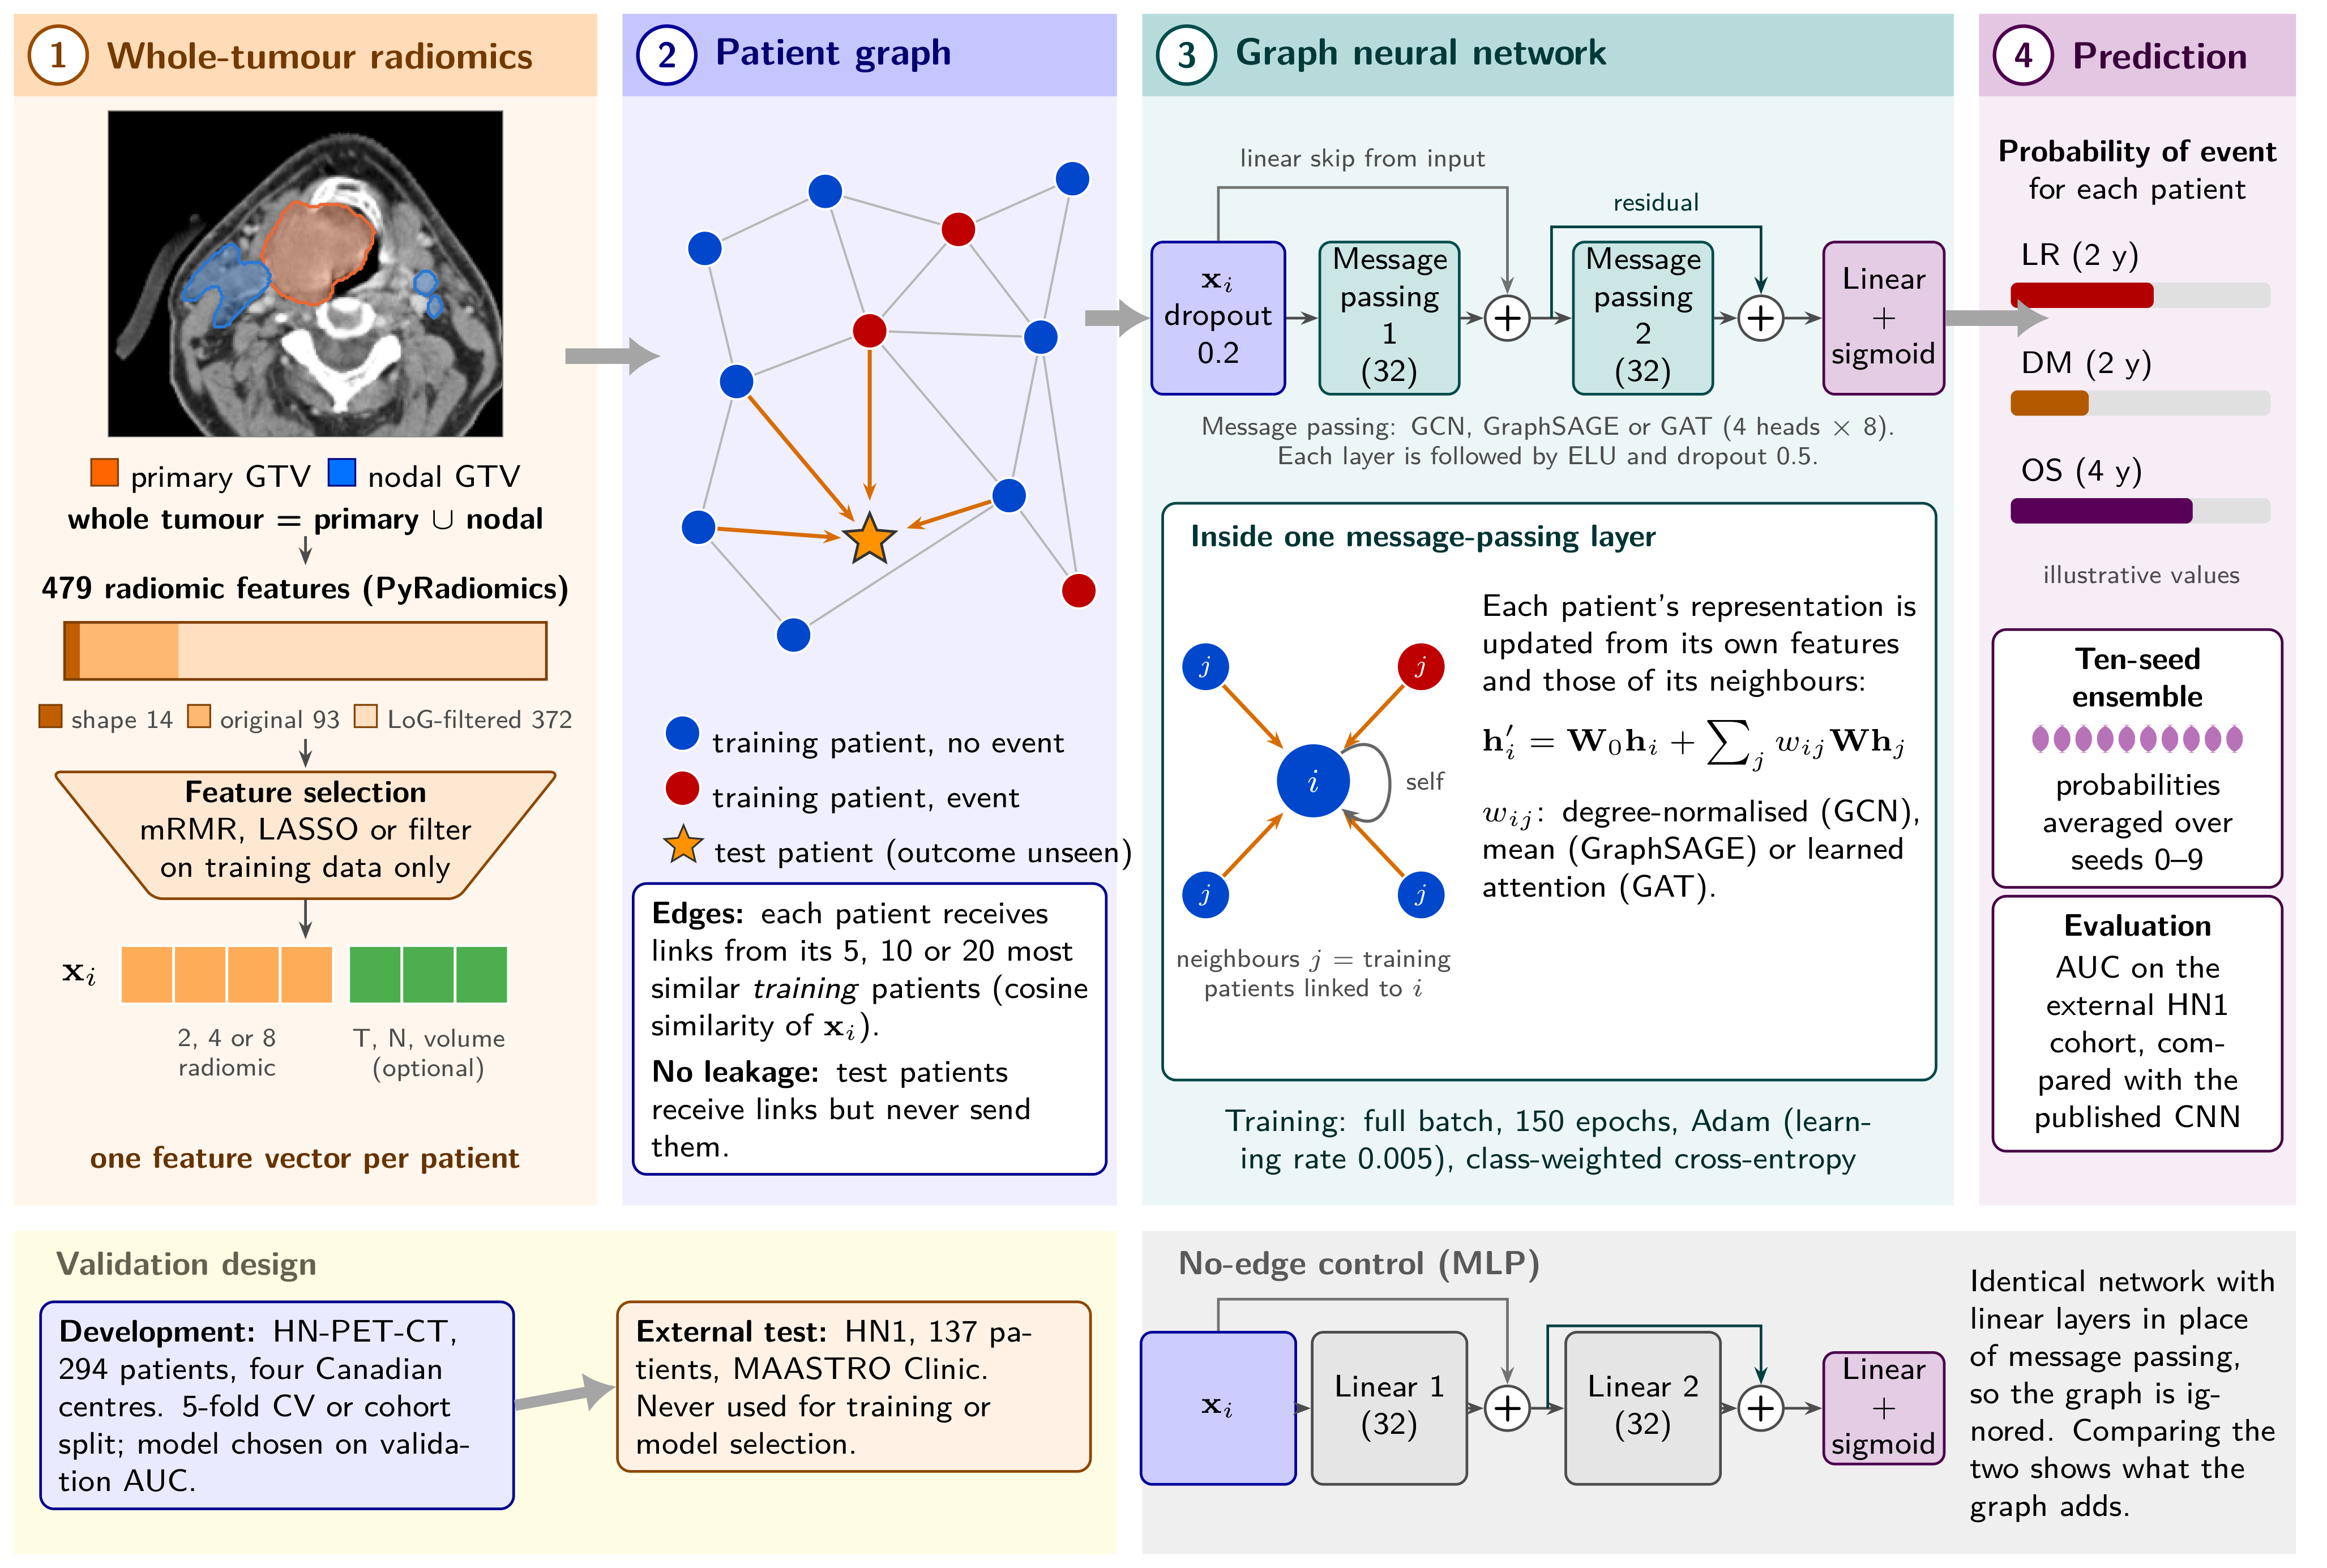 1 Whole-tumour radiomics
primary GTV nodal GTV
whole tumour = primary ∪ nodal
479 radiomic features (PyRadiomics)
shape 14 original 93 LoG-filtered 372
Feature selection
mRMR, LASSO or filter
on training data only
x_i
2, 4 or 8
radiomic
T, N, volume
(optional)
one feature vector per patient
2 Patient graph
training patient, no event
training patient, event
test patient (outcome unseen)
Edges: each patient receives
links from its 5, 10 or 20 most
similar training patients (cosine
similarity of x_i).
No leakage: test patients
receive links but never send
them.
3 Graph neural network
linear skip from input
residual
x_i
dropout
0.2
Message
passing
1
(32)
+
Message
passing
2
(32)
+
Linear
+
sigmoid
Message passing: GCN, GraphSAGE or GAT (4 heads × 8).
Each layer is followed by ELU and dropout 0.5.
Inside one message-passing layer
j
j
i
self
j
j
neighbours j = training
patients linked to i
Each patient's representation is
updated from its own features
and those of its neighbours:
h′_i = W_0 h_i + ∑_j w_ij W h_j
w_ij: degree-normalised (GCN),
mean (GraphSAGE) or learned
attention (GAT).
Training: full batch, 150 epochs, Adam (learn-
ing rate 0.005), class-weighted cross-entropy
4 Prediction
Probability of event
for each patient
LR (2 y)
DM (2 y)
OS (4 y)
illustrative values
Ten-seed
ensemble
probabilities
averaged over
seeds 0–9
Evaluation
AUC on the
external HN1
cohort, com-
pared with the
published CNN
Validation design
Development: HN-PET-CT,
294 patients, four Canadian
centres. 5-fold CV or cohort
split; model chosen on valida-
tion AUC.
External test: HN1, 137 pa-
tients, MAASTRO Clinic.
Never used for training or
model selection.
No-edge control (MLP)
x_i
Linear 1
(32)
+
Linear 2
(32)
+
Linear
+
sigmoid
Identical network with
linear layers in place
of message passing,
so the graph is ig-
nored. Comparing the
two shows what the
graph adds.